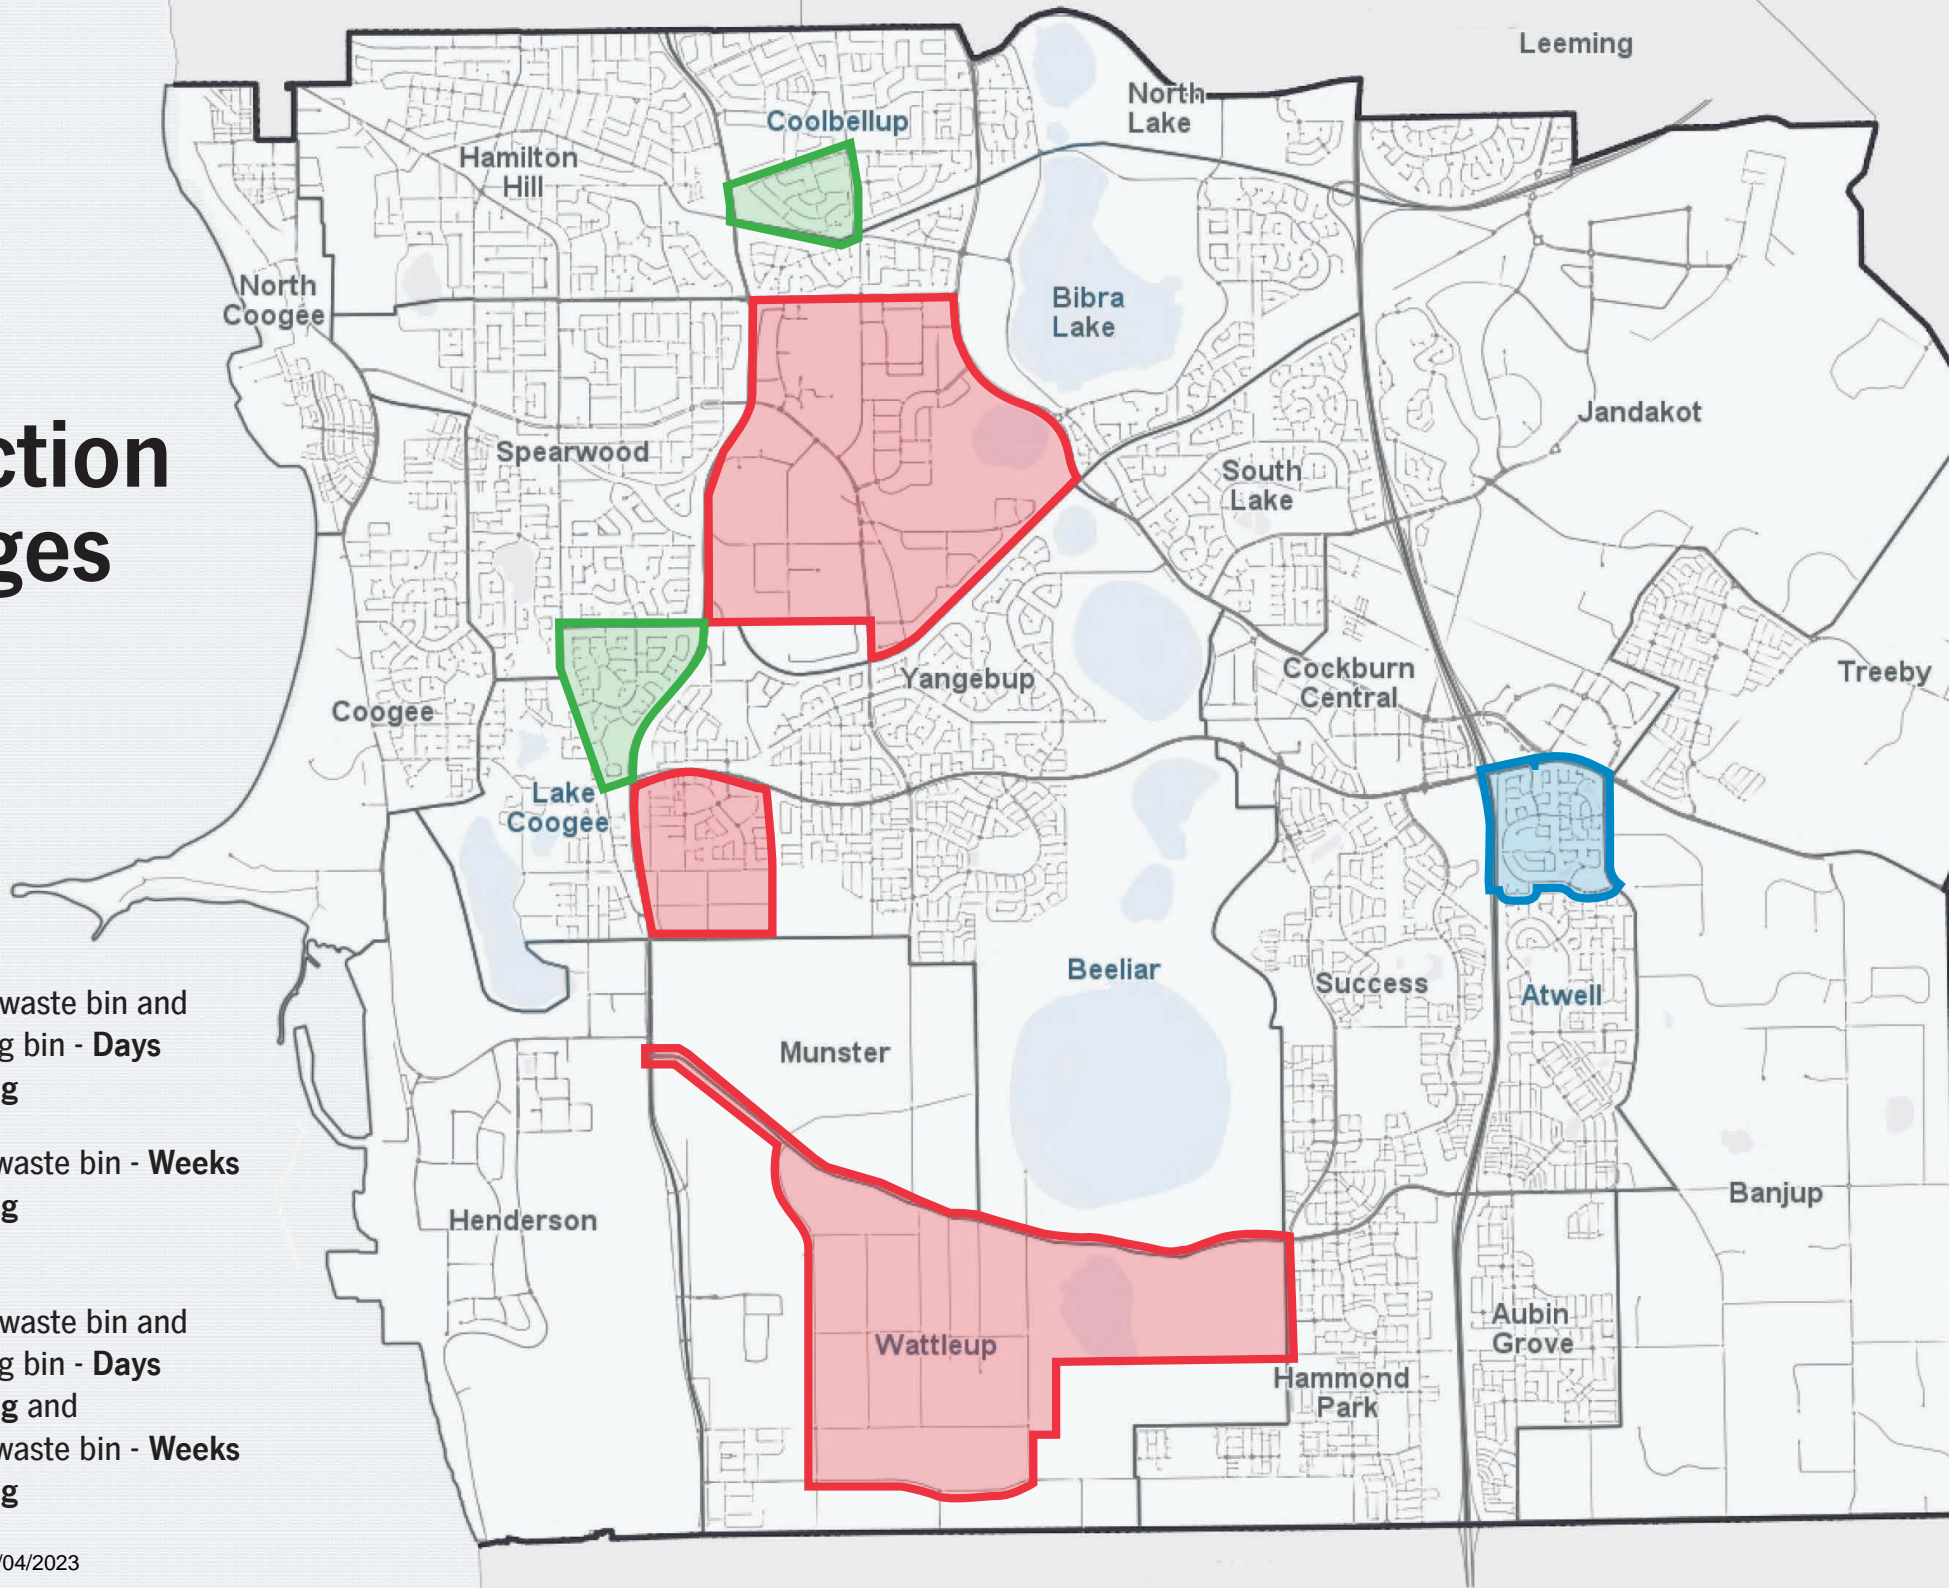 ction
ges
waste bin and
g bin - Days
g
waste bin - Weeks
g
waste bin and
g bin - Days
g and
waste bin - Weeks
g
/04/2023
Leeming
North
Lake
Coolbellup
Hamilton
Hill
North
Coogee
Bibra
Lake
Jandakot
Spearwood
South
Lake
Treeby
Cockburn
Central
Yangebup
Coogee
Lake
Coogee
Beeliar
Success
Atwell
Munster
Banjup
Henderson
Wattleup
Aubin
Grove
Hammond
Park